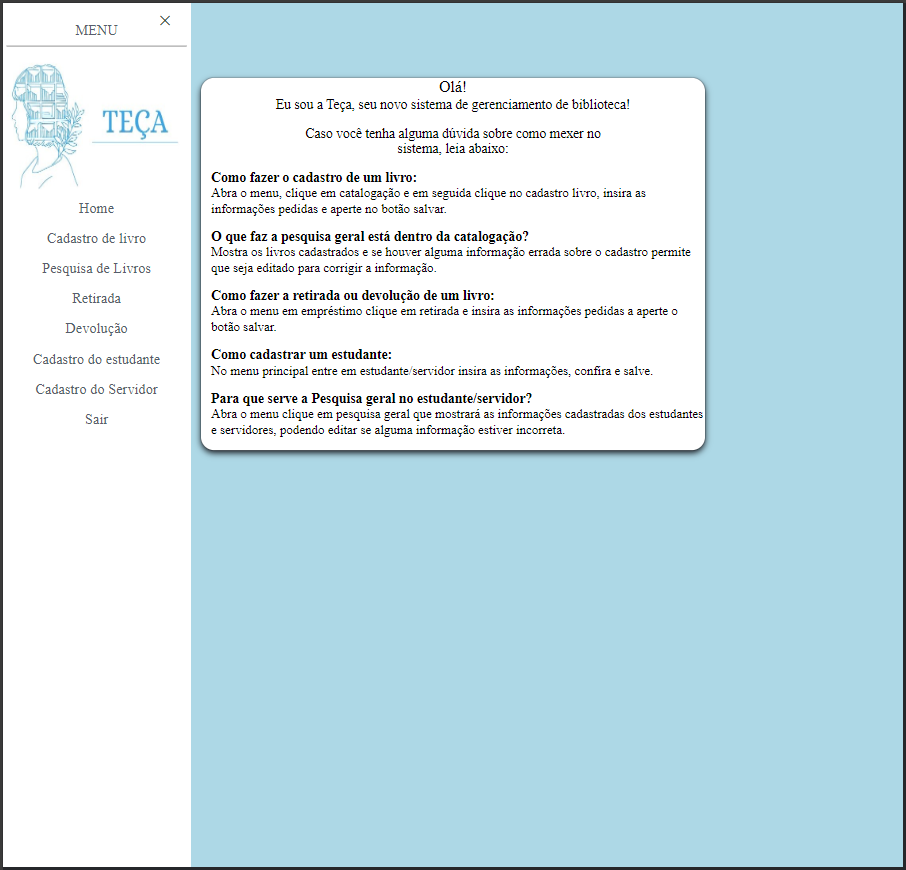 MENU
×
TEÇA
Home
Cadastro de livro
Pesquisa de Livros
Retirada
Devolução
Cadastro do estudante
Cadastro do Servidor
Sair
Olá!
Eu sou a Teça, seu novo sistema de gerenciamento de biblioteca!
Caso você tenha alguma dúvida sobre como mexer no
sistema, leia abaixo:
Como fazer o cadastro de um livro:
Abra o menu, clique em catalogação e em seguida clique no cadastro livro, insira as
informações pedidas e aperte no botão salvar.
O que faz a pesquisa geral está dentro da catalogação?
Mostra os livros cadastrados e se houver alguma informação errada sobre o cadastro permite
que seja editado para corrigir a informação.
Como fazer a retirada ou devolução de um livro:
Abra o menu em empréstimo clique em retirada e insira as informações pedidas a aperte o
botão salvar.
Como cadastrar um estudante:
No menu principal entre em estudante/servidor insira as informações, confira e salve.
Para que serve a Pesquisa geral no estudante/servidor?
Abra o menu clique em pesquisa geral que mostrará as informações cadastradas dos estudantes
e servidores, podendo editar se alguma informação estiver incorreta.